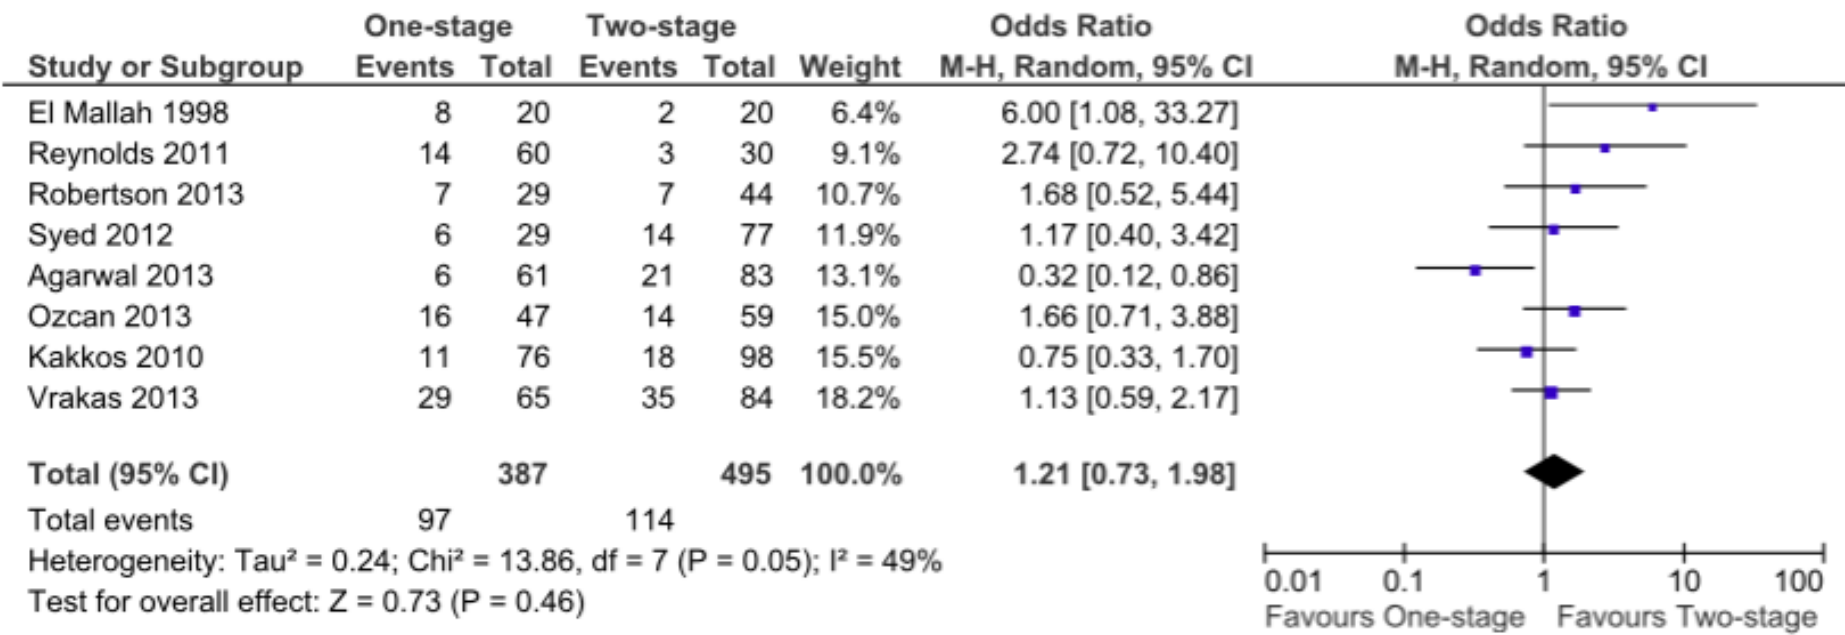 One-stage Two-stage Odds Ratio Odds Ratio
Study or Subgroup Events Total Events Total Weight M-H, Random, 95% CI M-H, Random, 95% CI
El Mallah 1998 8 20 2 20 6.4% 6.00 [1.08, 33.27]
Reynolds 2011 14 60 3 30 9.1% 2.74 [0.72, 10.40]
Robertson 2013 7 29 7 44 10.7% 1.68 [0.52, 5.44]
Syed 2012 6 29 14 77 11.9% 1.17 [0.40, 3.42]
Agarwal 2013 6 61 21 83 13.1% 0.32 [0.12, 0.86]
Ozcan 2013 16 47 14 59 15.0% 1.66 [0.71, 3.88]
Kakkos 2010 11 76 18 98 15.5% 0.75 [0.33, 1.70]
Vrakas 2013 29 65 35 84 18.2% 1.13 [0.59, 2.17]
Total (95% CI) 387 495 100.0% 1.21 [0.73, 1.98]
Total events 97 114
Heterogeneity: Tau² = 0.24; Chi² = 13.86, df = 7 (P = 0.05); I² = 49%
Test for overall effect: Z = 0.73 (P = 0.46)
0.01 0.1 1 10 100
Favours One-stage Favours Two-stage